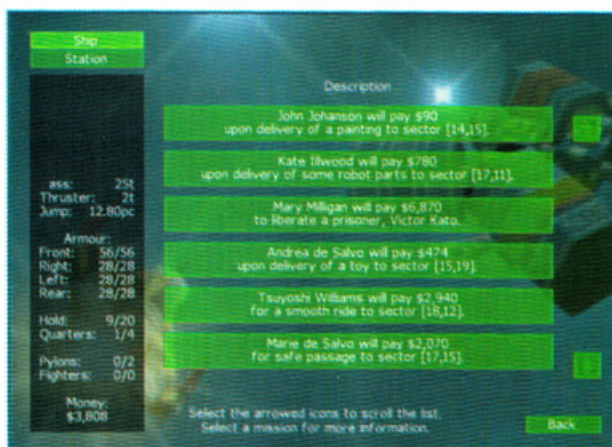 Ship
Station
ass: 25t
Thruster: 2t
Jump: 12.80pc
Armour:
Front: 56/56
Right: 28/28
Left: 28/28
Rear: 28/28
Hold: 9/20
Quarters: 1/4
Pylons: 0/2
Fighters: 0/0
Money:
$3,808
Description
John Johanson will pay $90
upon delivery of a painting to sector [14,15].
Kate Illwood will pay $780
upon delivery of some robot parts to sector [17,11].
Mary Milligan will pay $6,870
to liberate a prisoner, Victor Kato.
Andrea de Salvo will pay $474
upon delivery of a toy to sector [15,19].
Tsuyoshi Williams will pay $2,940
for a smooth ride to sector [18,12].
Marie de Salvo will pay $2,070
for safe passage to sector [17,15].
Select the arrowed icons to scroll the list.
Select a mission for more information.
Back